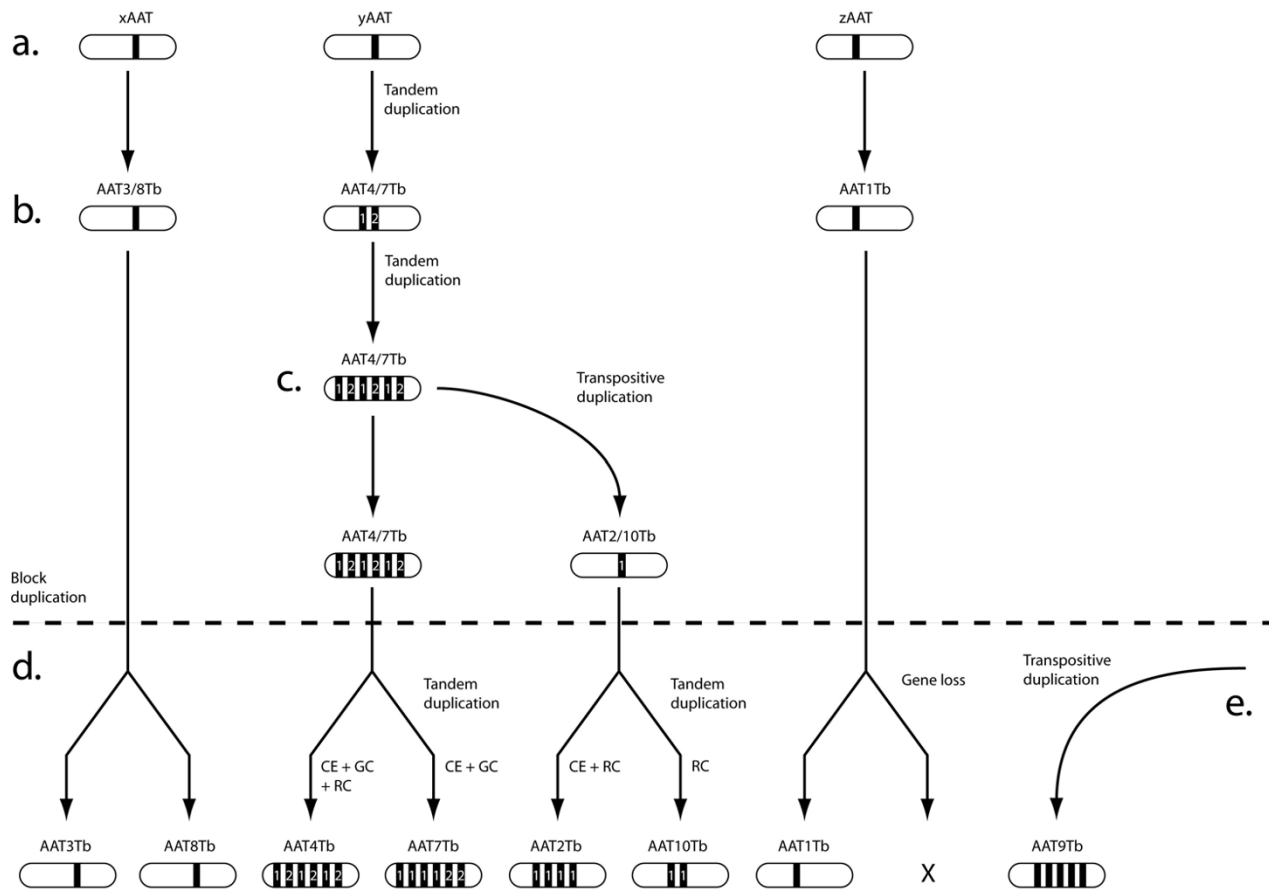 xAAT
yAAT
zAAT
a.
Tandem
duplication
AAT3/8Tb
AAT4/7Tb
AAT1Tb
b.
1 2
Tandem
duplication
AAT4/7Tb
c.
1 2 1 2 1 2
Transpositive
duplication
AAT4/7Tb
AAT2/10Tb
1 2 1 2 1 2
1
Block
duplication
d.
Tandem
duplication
Tandem
duplication
Gene loss
Transpositive
duplication
e.
CE + GC
+ RC
CE + GC
CE + RC
RC
AAT3Tb
AAT8Tb
AAT4Tb
AAT7Tb
AAT2Tb
AAT10Tb
AAT1Tb
X
AAT9Tb
1 2 1 2 1 2
1 1 1 1 2 2
1 1 1 1
1 1